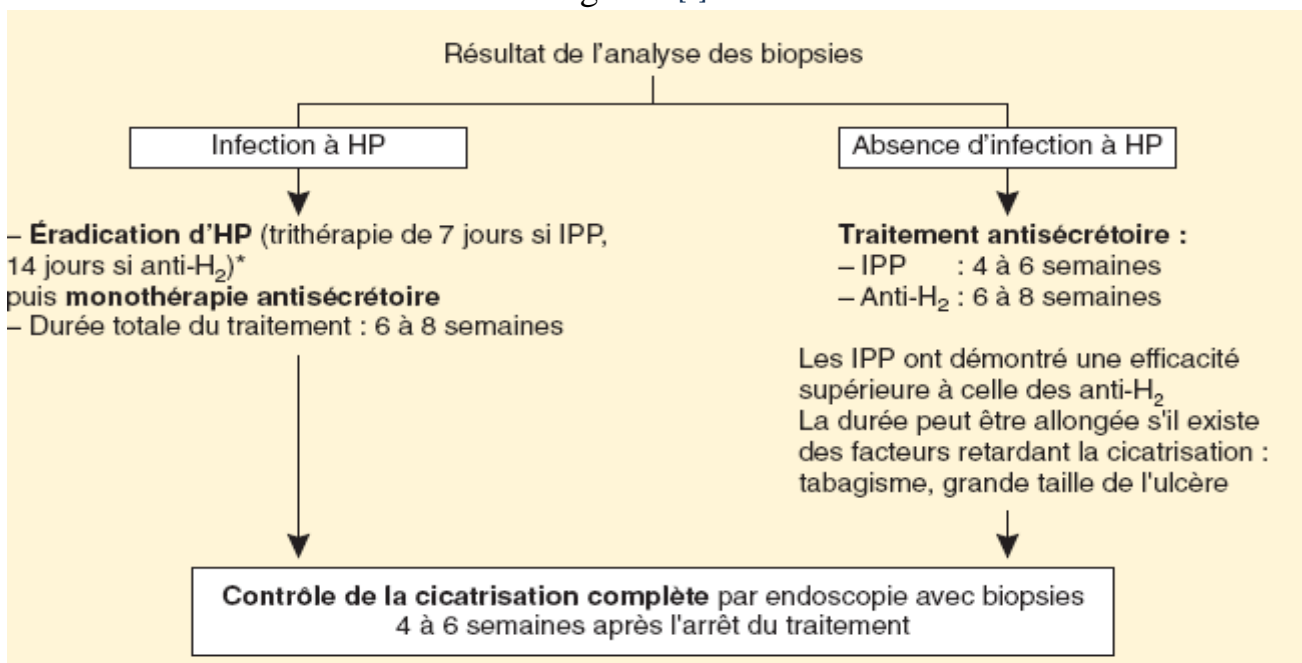 Résultat de l'analyse des biopsies
Infection à HP
– Éradication d'HP (trithérapie de 7 jours si IPP,
14 jours si anti-H₂)*
puis monothérapie antisécrétoire
– Durée totale du traitement : 6 à 8 semaines
Absence d'infection à HP
Traitement antisécrétoire :
– IPP : 4 à 6 semaines
– Anti-H₂ : 6 à 8 semaines
Les IPP ont démontré une efficacité
supérieure à celle des anti-H₂
La durée peut être allongée s'il existe
des facteurs retardant la cicatrisation :
tabagisme, grande taille de l'ulcère
Contrôle de la cicatrisation complète par endoscopie avec biopsies
4 à 6 semaines après l'arrêt du traitement